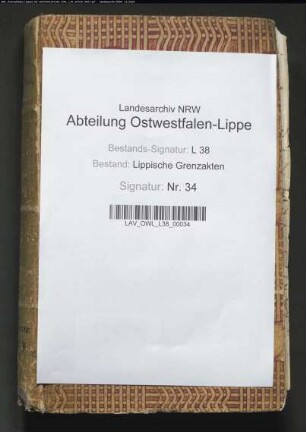 Landesarchiv NRW
Abteilung Ostwestfalen-Lippe
Bestands-Signatur: L 38
Bestand: Lippische Grenzakten
Signatur: Nr. 34
LAV_OWL_L38_00034